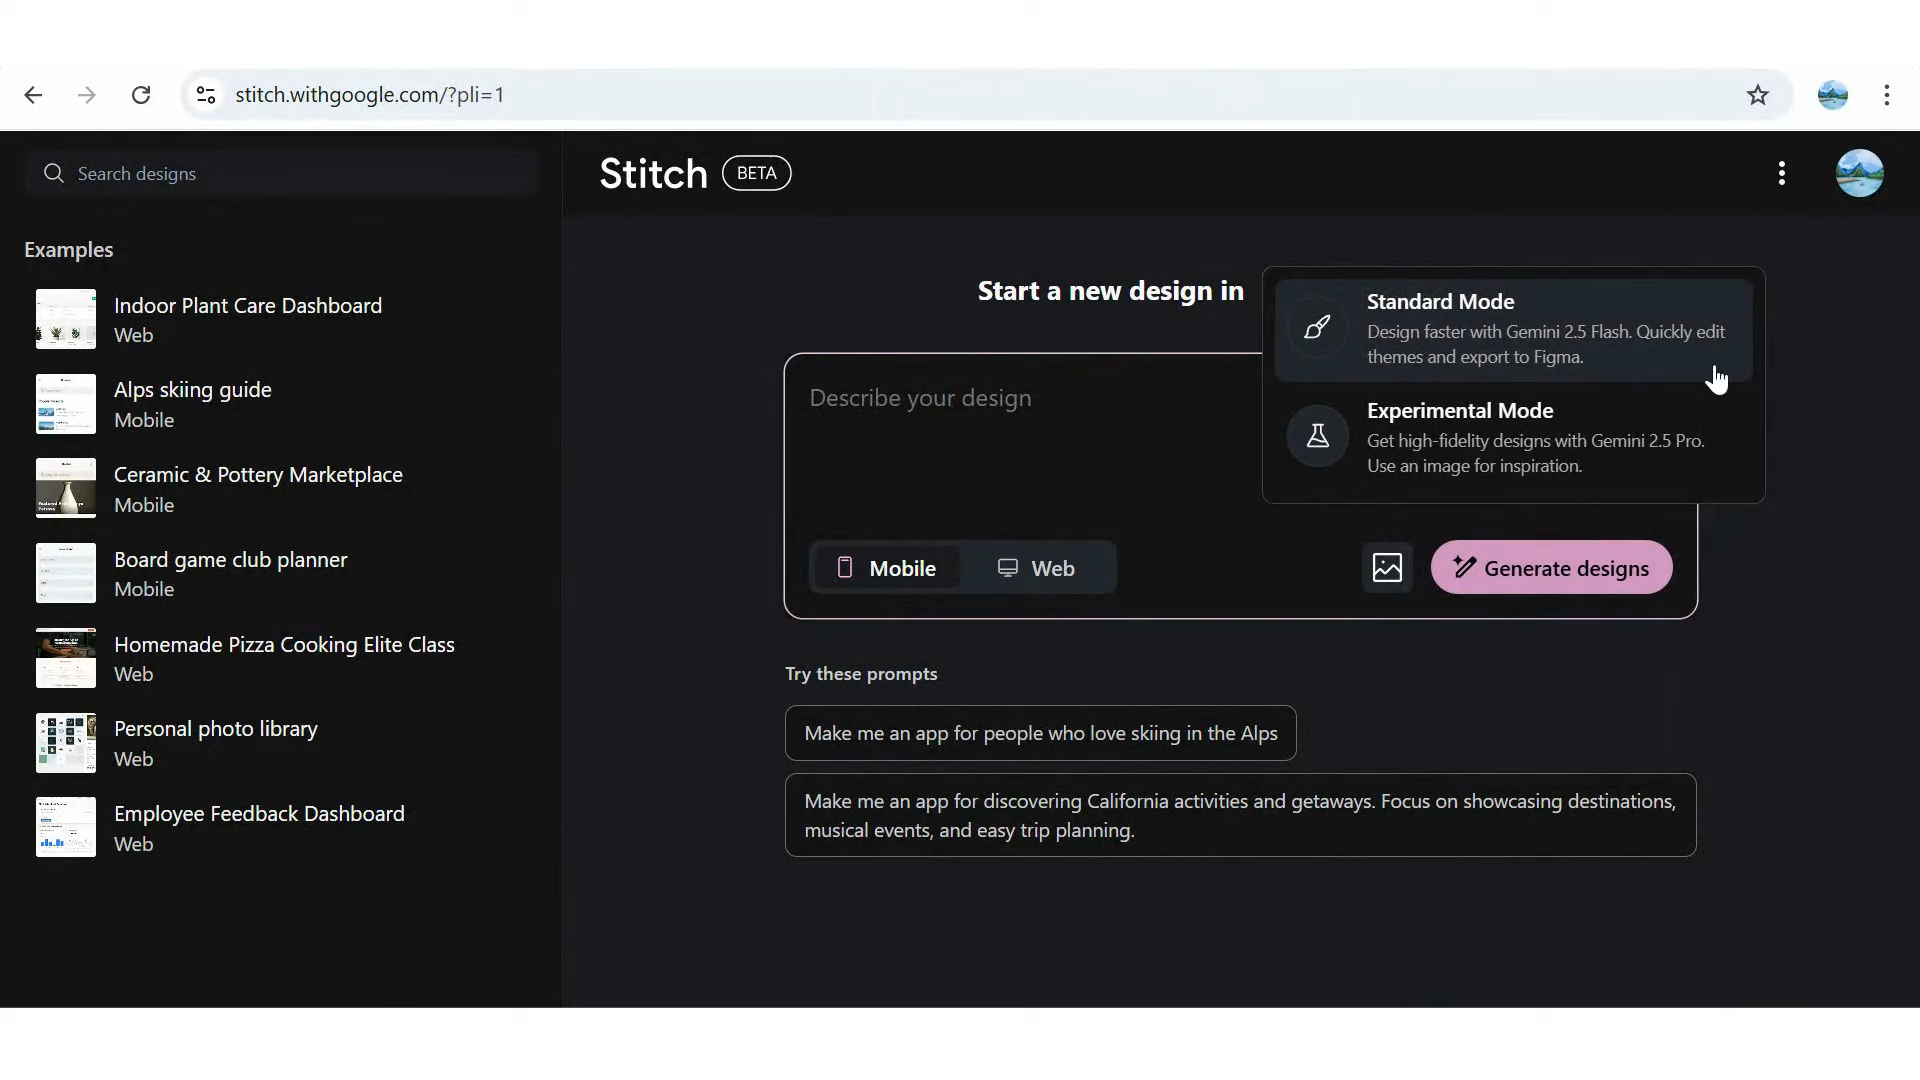 stitch.withgoogle.com/?pli=1
Search designs
Stitch
BETA
Examples
Indoor Plant Care Dashboard
Web
Alps skiing guide
Mobile
Ceramic & Pottery Marketplace
Mobile
Board game club planner
Mobile
Homemade Pizza Cooking Elite Class
Web
Personal photo library
Web
Employee Feedback Dashboard
Web
Start a new design in
Standard Mode
Design faster with Gemini 2.5 Flash. Quickly edit
themes and export to Figma.
Experimental Mode
Get high-fidelity designs with Gemini 2.5 Pro.
Use an image for inspiration.
Describe your design
Mobile
Web
Generate designs
Try these prompts
Make me an app for people who love skiing in the Alps
Make me an app for discovering California activities and getaways. Focus on showcasing destinations,
musical events, and easy trip planning.